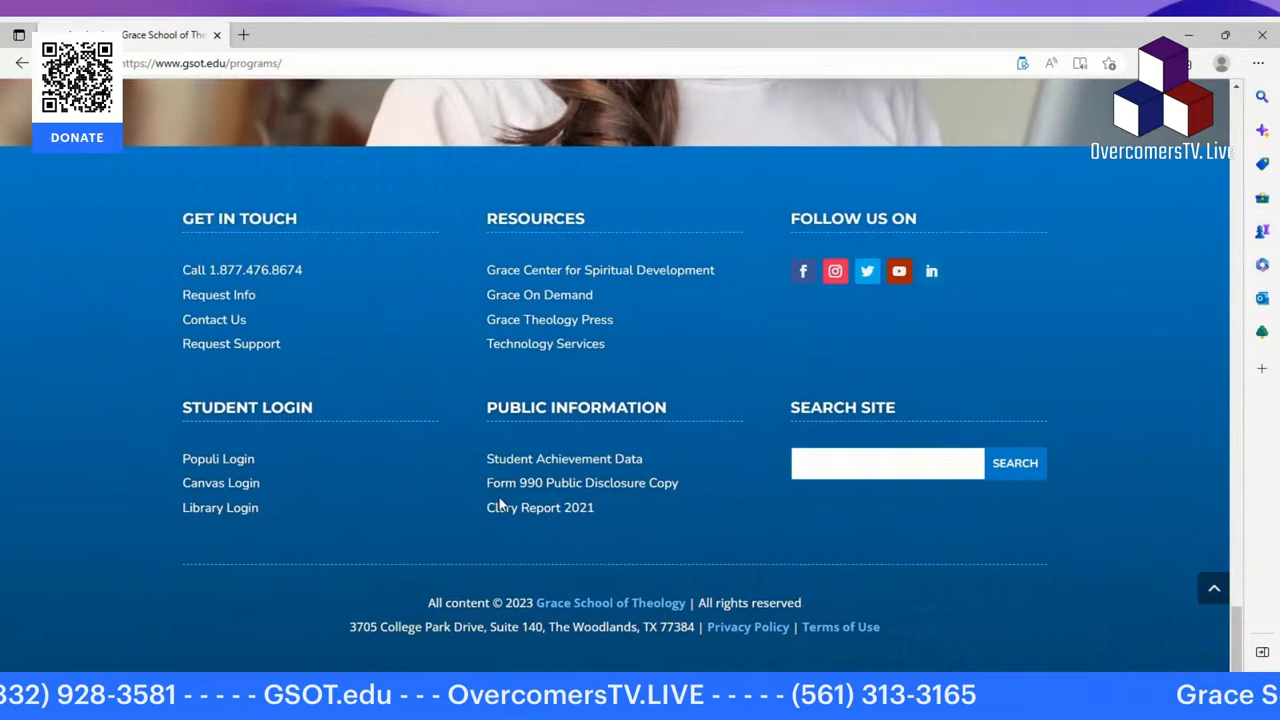 Grace School of The
https://www.gsot.edu/programs/
DONATE
OvercomersTV.Live
GET IN TOUCH
Call 1.877.476.8674
Request Info
Contact Us
Request Support
RESOURCES
Grace Center for Spiritual Development
Grace On Demand
Grace Theology Press
Technology Services
FOLLOW US ON
STUDENT LOGIN
Populi Login
Canvas Login
Library Login
PUBLIC INFORMATION
Student Achievement Data
Form 990 Public Disclosure Copy
Clery Report 2021
SEARCH SITE
SEARCH
All content © 2023 Grace School of Theology | All rights reserved
3705 College Park Drive, Suite 140, The Woodlands, TX 77384 | Privacy Policy | Terms of Use
332) 928-3581 - - - - - GSOT.edu - - - OvercomersTV.LIVE - - - - - (561) 313-3165 Grace S